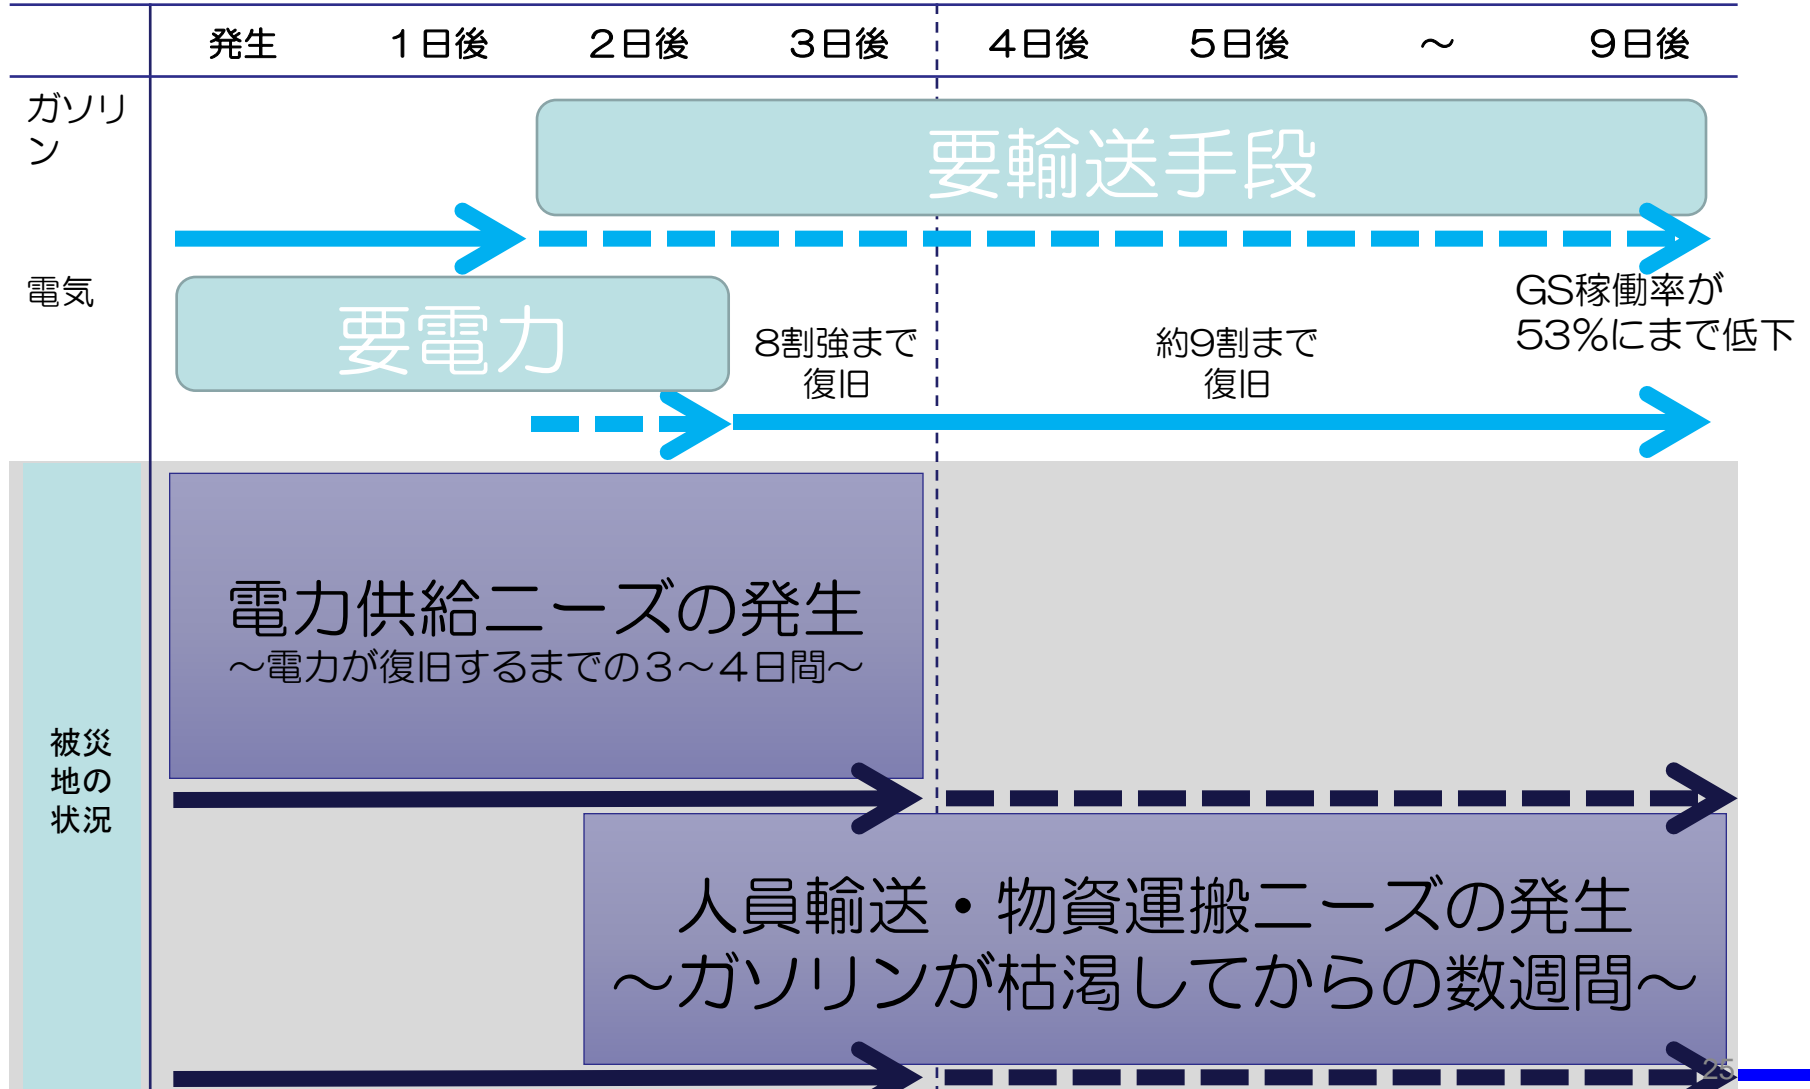 発生 1日後 2日後 3日後 4日後 5日後 ～ 9日後
ガソリ
ン
要輸送手段
電気
要電力
8割強まで
復旧
約9割まで
復旧
GS稼働率が
53%にまで低下
被災
地の
状況
電力供給ニーズの発生
～電力が復旧するまでの３～４日間～
人員輸送・物資運搬ニーズの発生
～ガソリンが枯渇してからの数週間～
25